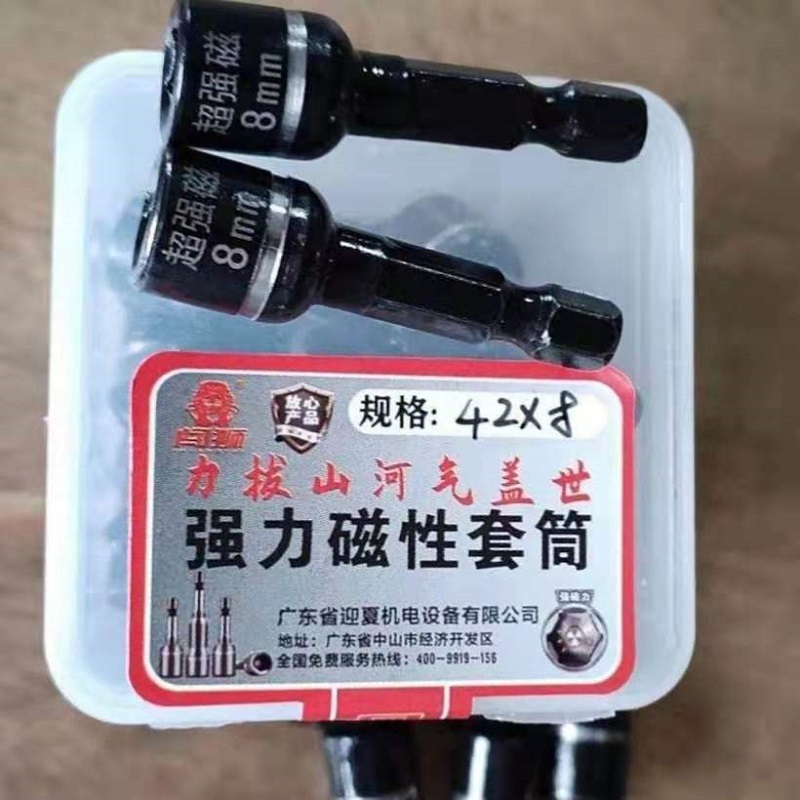 超强磁
8mm
超强磁
8mm
放心
产品
规格: 42X8
力拔山河气盖世
强力磁性套筒
强磁力
广东省迎夏机电设备有限公司
地址：广东省中山市经济开发区
全国免费服务热线：400-9919-156